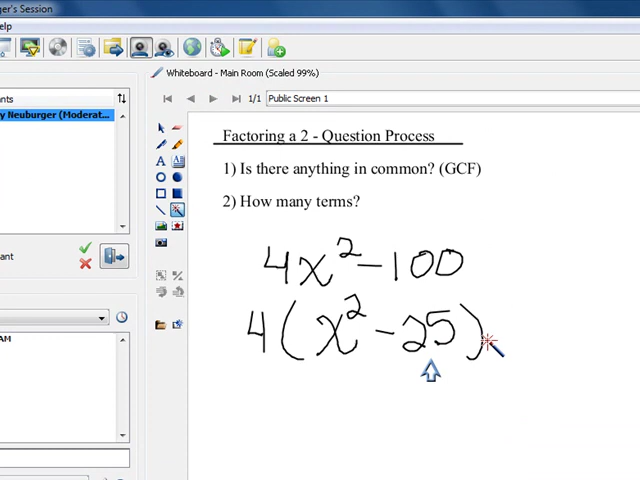 ger's Session
elp
Whiteboard - Main Room (Scaled 99%)
ants
1/1 Public Screen 1
y Neuburger (Moderat...
Factoring a 2 - Question Process
1) Is there anything in common? (GCF)
2) How many terms?
4x² - 100
ant
4(x² - 25)
AM